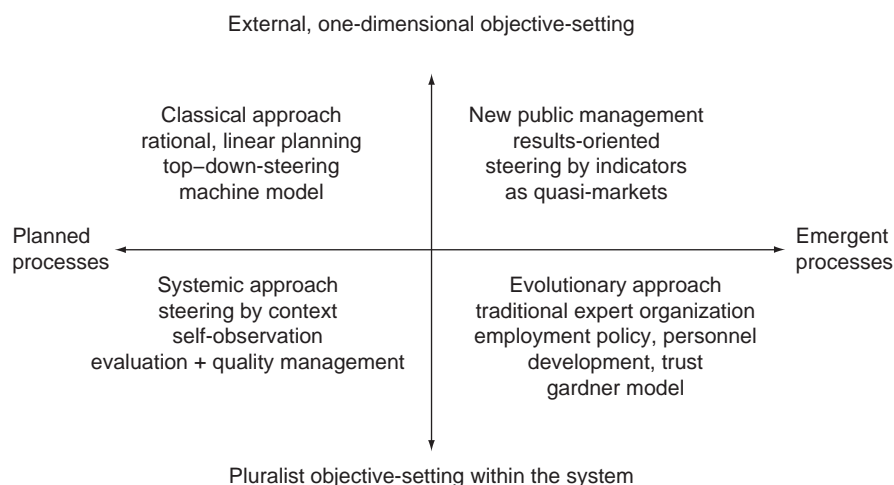 External, one-dimensional objective-setting
Classical approach
rational, linear planning
top–down-steering
machine model
New public management
results-oriented
steering by indicators
as quasi-markets
Planned
processes
Emergent
processes
Systemic approach
steering by context
self-observation
evaluation + quality management
Evolutionary approach
traditional expert organization
employment policy, personnel
development, trust
gardner model
Pluralist objective-setting within the system